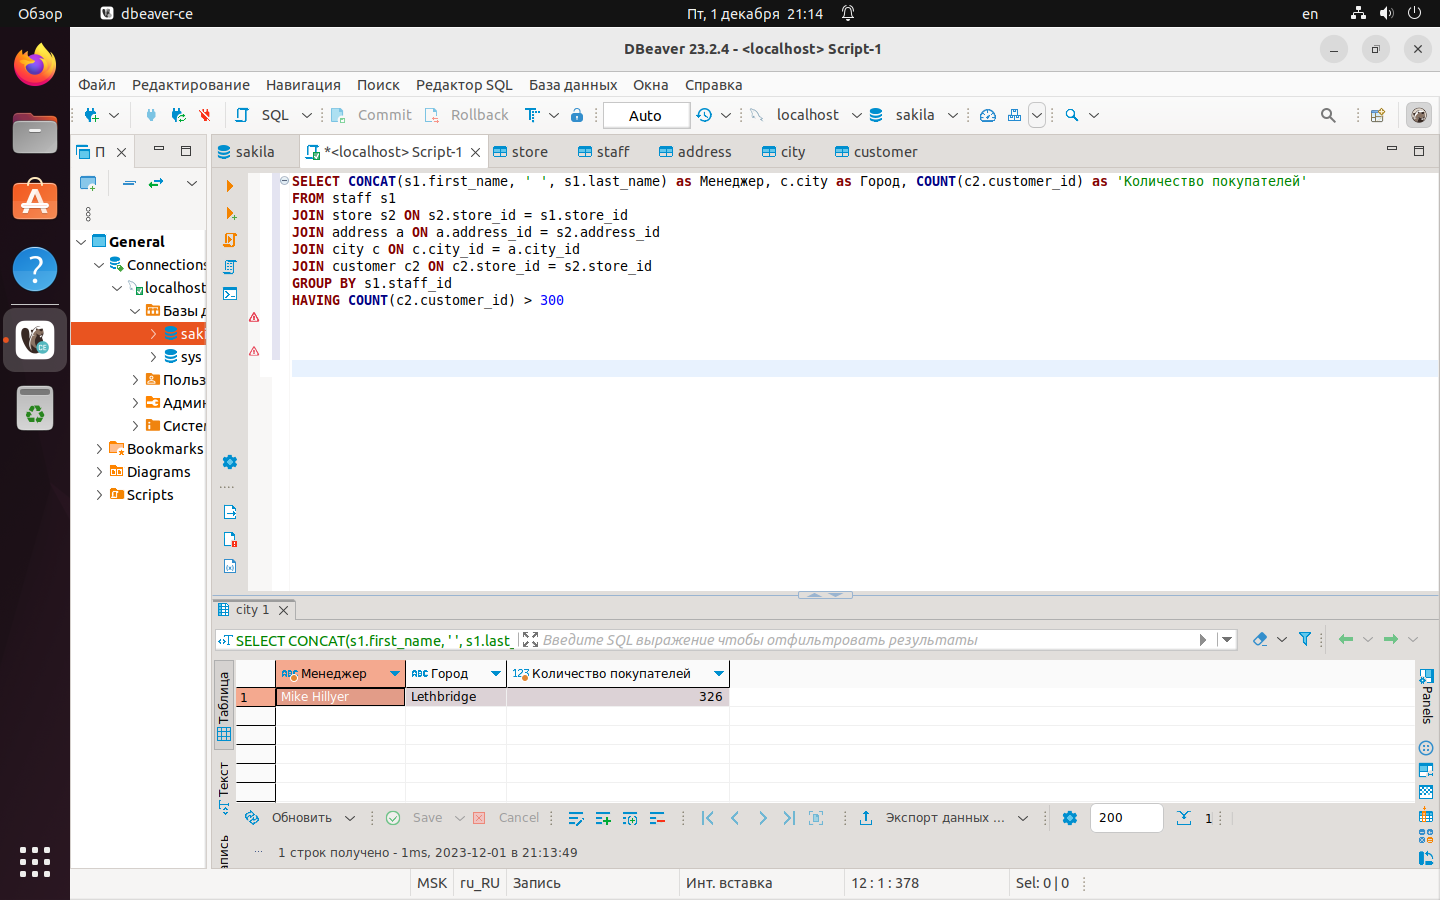 Обзор
dbeaver-ce
Пт, 1 декабря 21:14
en
DBeaver 23.2.4 - <localhost> Script-1
Файл Редактирование Навигация Поиск Редактор SQL База данных Окна Справка
SQL Commit Rollback Auto localhost sakila
П
sakila *<localhost> Script-1 store staff address city customer
SELECT CONCAT(s1.first_name, ' ', s1.last_name) as Менеджер, c.city as Город, COUNT(c2.customer_id) as 'Количество покупателей'
FROM staff s1
JOIN store s2 ON s2.store_id = s1.store_id
JOIN address a ON a.address_id = s2.address_id
JOIN city c ON c.city_id = a.city_id
JOIN customer c2 ON c2.store_id = s2.store_id
GROUP BY s1.staff_id
HAVING COUNT(c2.customer_id) > 300
General
Connections
localhost
Базы д
saki
sys
Польз
Админ
Систем
Bookmarks
Diagrams
Scripts
city 1
SELECT CONCAT(s1.first_name, ' ', s1.last_
Введите SQL выражение чтобы отфильтровать результаты
Таблица
Текст
апись
Менеджер Город Количество покупателей
1 Mike Hillyer Lethbridge 326
Panels
Обновить Save Cancel Экспорт данных ... 200 1
1 строк получено - 1ms, 2023-12-01 в 21:13:49
MSK ru_RU Запись Инт. вставка 12 : 1 : 378 Sel: 0 | 0